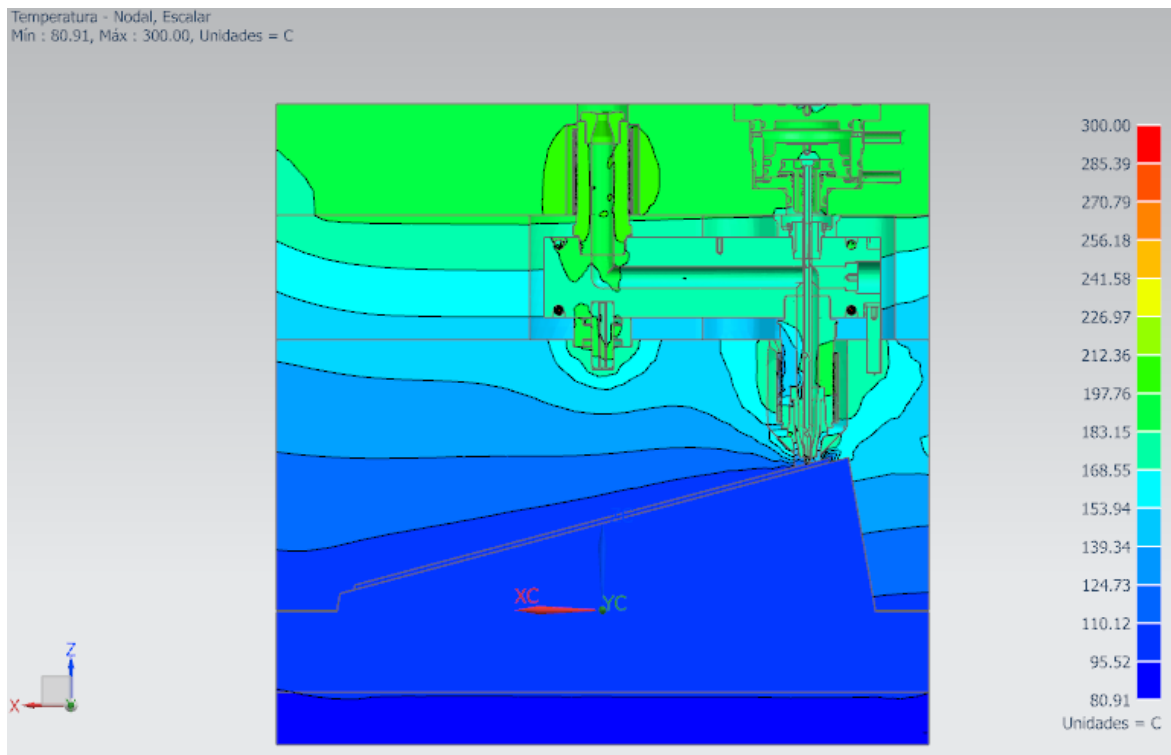 Temperatura - Nodal, Escalar
Mín : 80.91, Máx : 300.00, Unidades = C
300.00
285.39
270.79
256.18
241.58
226.97
212.36
197.76
183.15
168.55
153.94
139.34
124.73
110.12
95.52
80.91
Unidades = C
XC
YC
Z
X